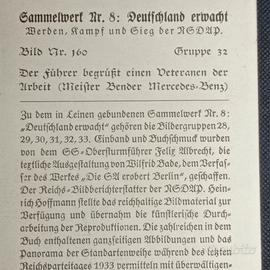 Sammelwerk Nr. 8: Deutschland erwacht
Werden, Kampf und Sieg der NSDAP.
Bild Nr. 160 Gruppe 32
Der Führer begrüßt einen Veteranen der
Arbeit (Meister Bender Mercedes-Benz)
Zu dem in Leinen gebundenen Sammelwerk Nr. 8:
„Deutschland erwacht“ gehören die Bildergruppen 28,
29, 30, 31, 32, 33. Einband und Buchschmuck wurden
von dem SS-Obersturmführer Felix Albrecht, die
textliche Ausgestaltung von Wilfrid Bade, dem Verfas-
ser des Werkes „Die SA erobert Berlin“, geschaffen.
Der Reichs-Bildberichterstatter der NSDAP. Hein-
rich Hoffmann stellte das reichhaltige Bildmaterial zur
Verfügung und übernahm die künstlerische Durch-
arbeitung der Reproduktionen. Die zahlreichen in dem
Buch enthaltenen ganzseitigen Abbildungen und das
Panorama der Standartenweihe während des letzten
Reichsparteitages 1933 vermitteln mit überwältigen-